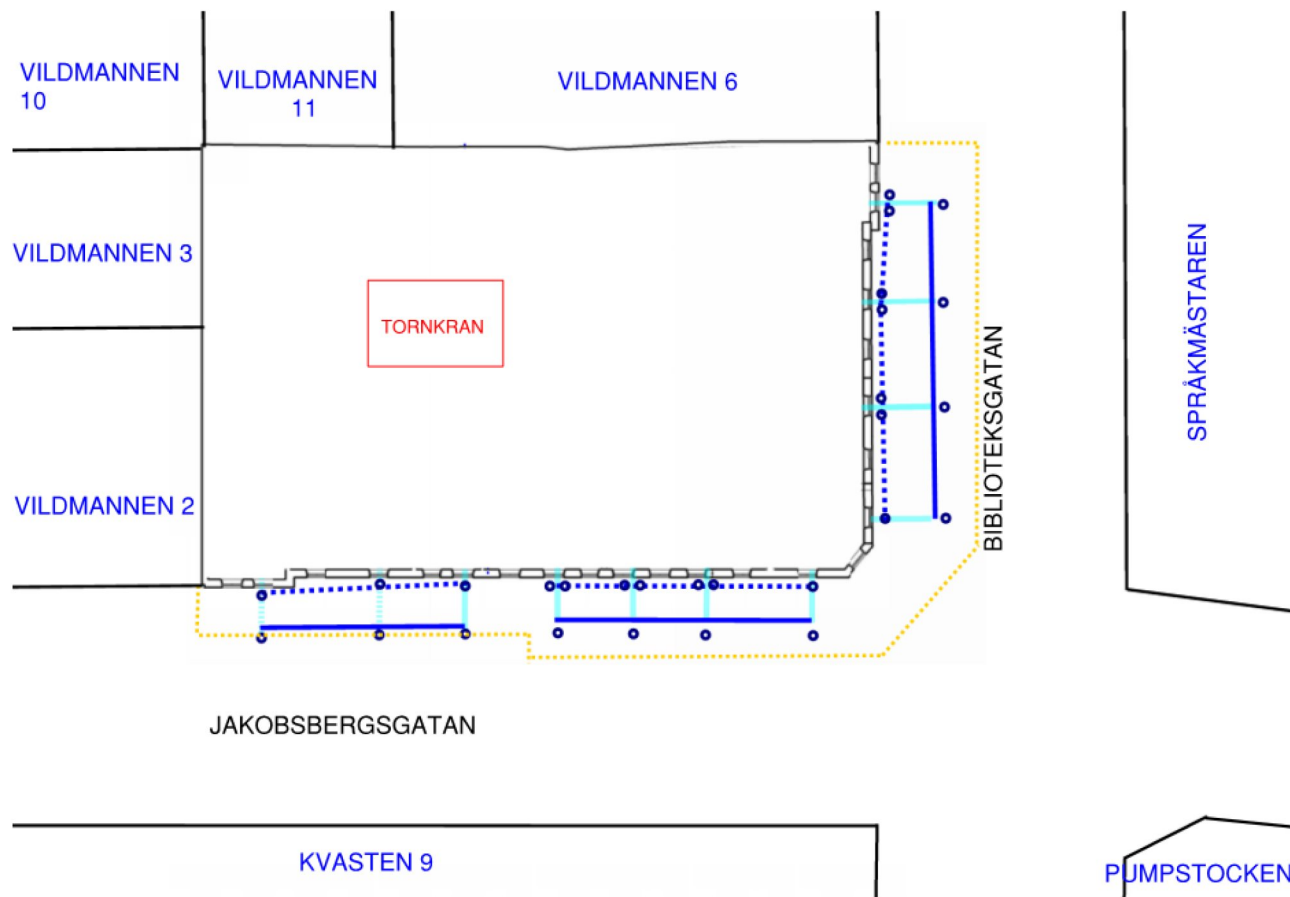 VILDMANNEN
10
VILDMANNEN
11
VILDMANNEN 6
VILDMANNEN 3
TORNKRAN
SPRÅKMÄSTAREN
BIBLIOTEKSGATAN
VILDMANNEN 2
JAKOBSBERGSGATAN
KVASTEN 9
PUMPSTOCKEN